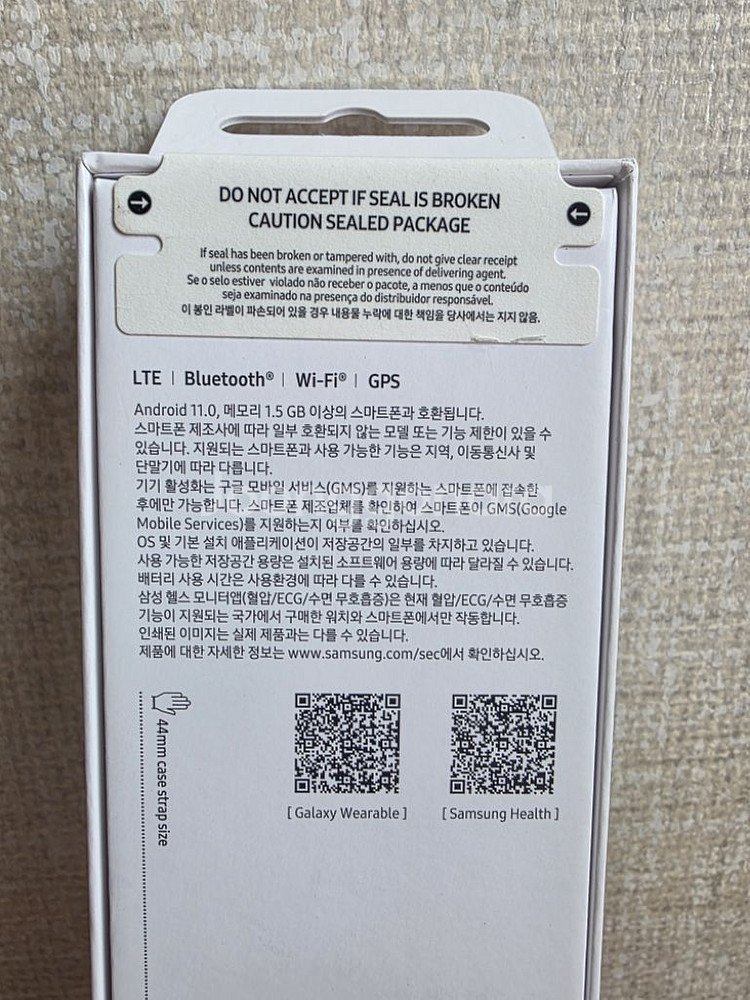 DO NOT ACCEPT IF SEAL IS BROKEN
CAUTION SEALED PACKAGE
If seal has been broken or tampered with, do not give clear receipt
unless contents are examined in presence of delivering agent.
Se o selo estiver violado não receber o pacote, a menos que o conteúdo
seja examinado na presença do distribuidor responsável.
이 봉인 라벨이 파손되어 있을 경우 내용물 누락에 대한 책임을 당사에서는 지지 않음.
LTE | Bluetooth® | Wi-Fi® | GPS
Android 11.0, 메모리 1.5 GB 이상의 스마트폰과 호환됩니다.
스마트폰 제조사에 따라 일부 호환되지 않는 모델 또는 기능 제한이 있을 수
있습니다. 지원되는 스마트폰과 사용 가능한 기능은 지역, 이동통신사 및
단말기에 따라 다릅니다.
기기 활성화는 구글 모바일 서비스(GMS)를 지원하는 스마트폰에 접속한
후에만 가능합니다. 스마트폰 제조업체를 확인하여 스마트폰이 GMS(Google
Mobile Services)를 지원하는지 여부를 확인하십시오.
OS 및 기본 설치 애플리케이션이 저장공간의 일부를 차지하고 있습니다.
사용 가능한 저장공간 용량은 설치된 소프트웨어 용량에 따라 달라질 수 있습니다.
배터리 사용 시간은 사용환경에 따라 다를 수 있습니다.
삼성 헬스 모니터앱(혈압/ECG/수면 무호흡증)은 현재 혈압/ECG/수면 무호흡증
기능이 지원되는 국가에서 구매한 워치와 스마트폰에서만 작동합니다.
인쇄된 이미지는 실제 제품과는 다를 수 있습니다.
제품에 대한 자세한 정보는 www.samsung.com/sec에서 확인하십시오.
44mm case strap size
[ Galaxy Wearable ]
[ Samsung Health ]